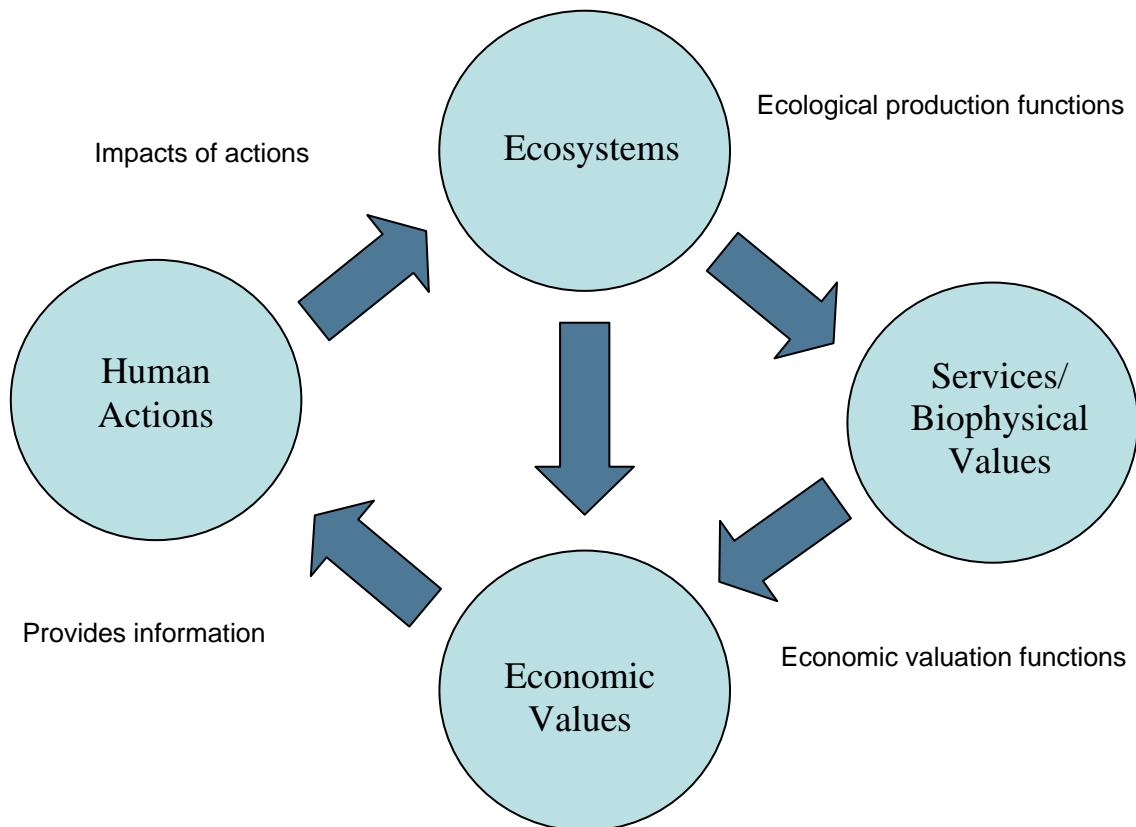 Ecosystems
Ecological production functions
Impacts of actions
Human
Actions
Services/
Biophysical
Values
Provides information
Economic valuation functions
Economic
Values